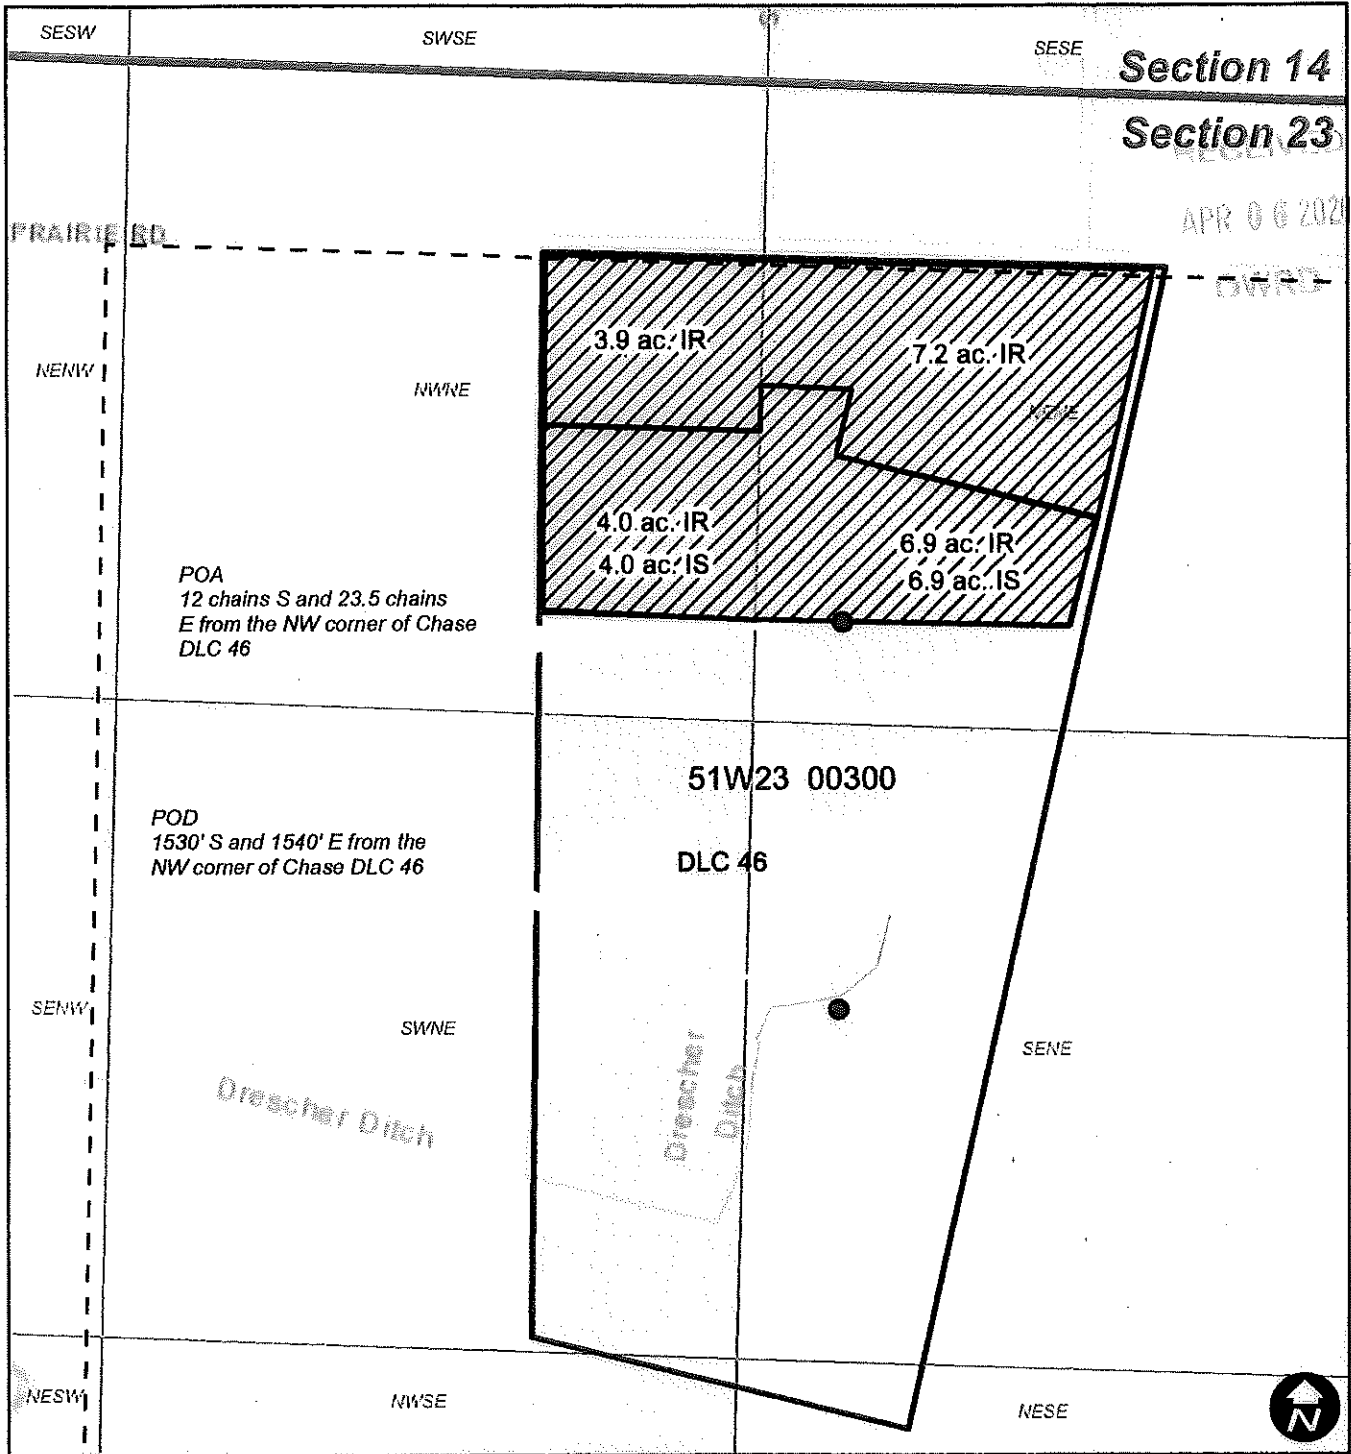 SESW
SWSE
SESE
Section 14
Section 23
RECEIVED
APR 06 202
OWRD
PRAIRIE RD
3.9 ac. IR
7.2 ac. IR
NENW
NWNE
NENE
4.0 ac. IR
4.0 ac. IS
6.9 ac. IR
6.9 ac. IS
POA
12 chains S and 23.5 chains
E from the NW corner of Chase
DLC 46
51W23 00300
POD
1530' S and 1540' E from the
NW corner of Chase DLC 46
DLC 46
SENW
SWNE
SENE
Drescher Ditch
Drescher
Ditch
NESW
NWSE
NESE
N